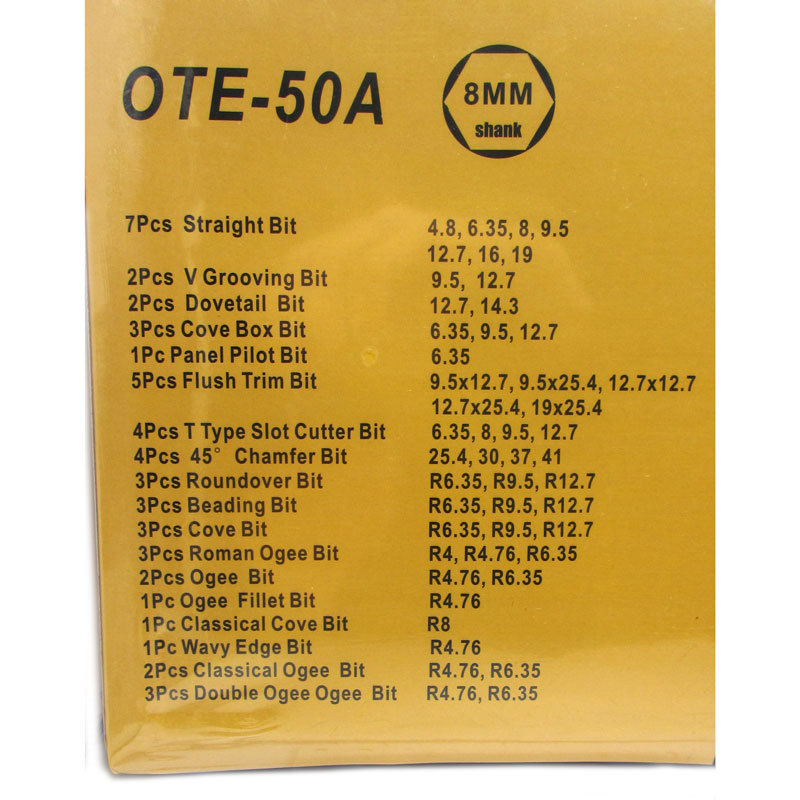 OTE-50A
8MM
shank
7Pcs Straight Bit 4.8, 6.35, 8, 9.5
12.7, 16, 19
2Pcs V Grooving Bit 9.5, 12.7
2Pcs Dovetail Bit 12.7, 14.3
3Pcs Cove Box Bit 6.35, 9.5, 12.7
1Pc Panel Pilot Bit 6.35
5Pcs Flush Trim Bit 9.5x12.7, 9.5x25.4, 12.7x12.7
12.7x25.4, 19x25.4
4Pcs T Type Slot Cutter Bit 6.35, 8, 9.5, 12.7
4Pcs 45° Chamfer Bit 25.4, 30, 37, 41
3Pcs Roundover Bit R6.35, R9.5, R12.7
3Pcs Beading Bit R6.35, R9.5, R12.7
3Pcs Cove Bit R6.35, R9.5, R12.7
3Pcs Roman Ogee Bit R4, R4.76, R6.35
2Pcs Ogee Bit R4.76, R6.35
1Pc Ogee Fillet Bit R4.76
1Pc Classical Cove Bit R8
1Pc Wavy Edge Bit R4.76
2Pcs Classical Ogee Bit R4.76, R6.35
3Pcs Double Ogee Ogee Bit R4.76, R6.35